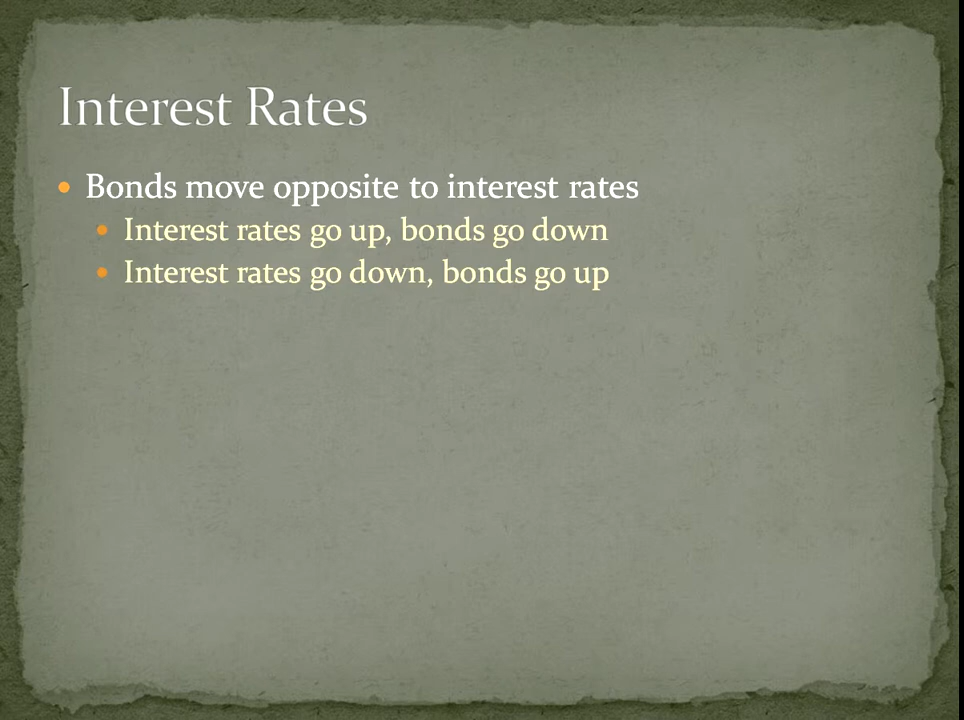 Interest Rates
Bonds move opposite to interest rates
Interest rates go up, bonds go down
Interest rates go down, bonds go up